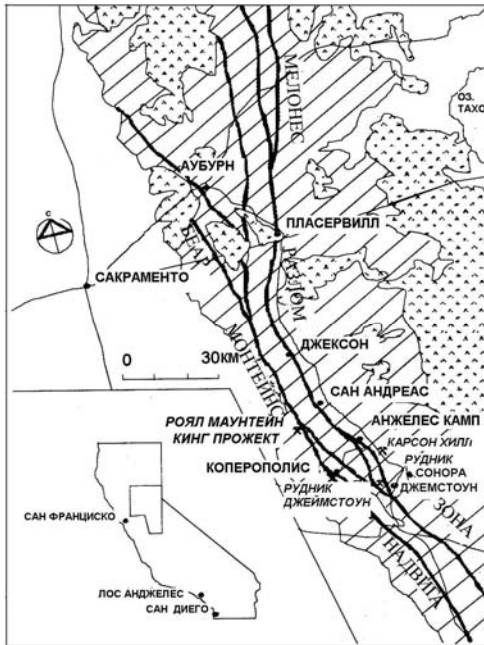 МЕЛОНЕС
ОЗ.
ТАХО
АУБУРН
ПЛАСЕРВИЛЛ
БЕАР
РАЗЛОМ
С
САКРАМЕНТО
ДЖЕКСОН
0 30КМ
МОНТЕЙНС
САН АНДРЕАС
РОЯЛ МАУНТЕЙН
КИНГ ПРОЖЕКТ
АНЖЕЛЕС КАМП
КАРСОН ХИЛЛ
РУДНИК
КОПЕРОПОЛИС
СОНОРА
РУДНИК
ДЖЕЙМСТОУН
ДЖЕМСТОУН
ЗОНА
НАДВИГА
САН ФРАНЦИСКО
ЛОС АНДЖЕЛЕС
САН ДИЕГО